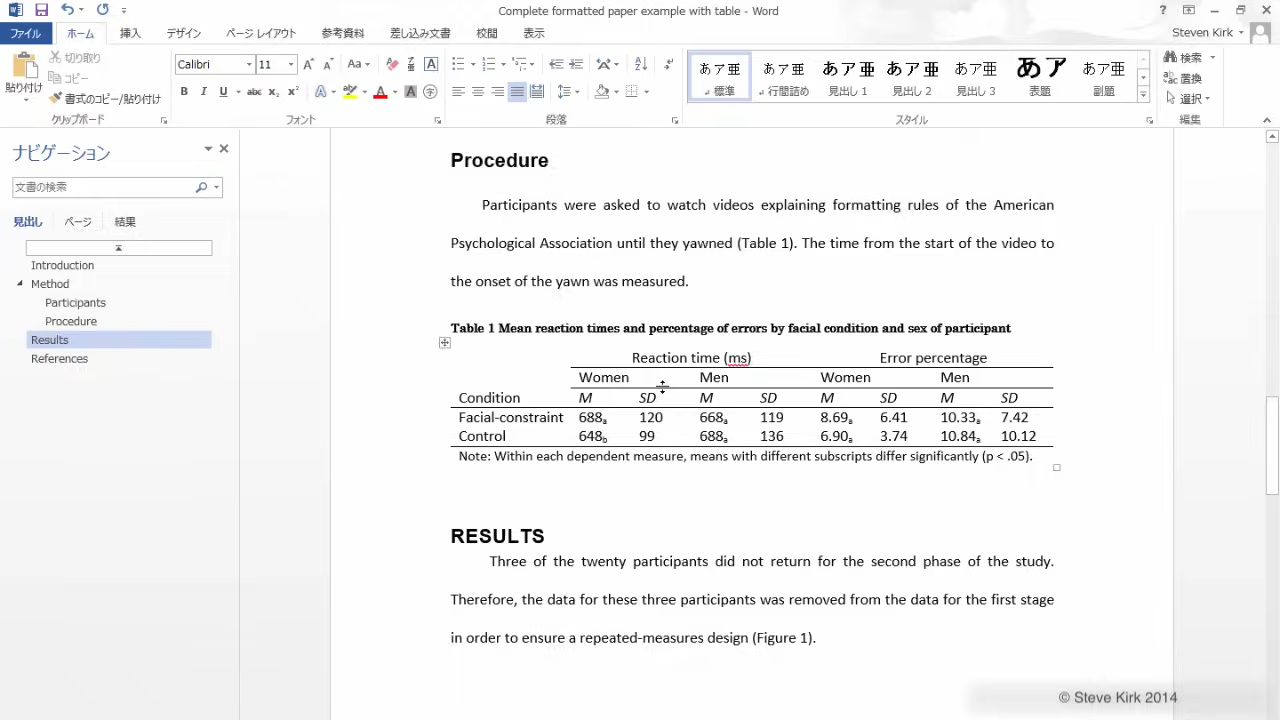 Complete formatted paper example with table - Word
ファイル ホーム 挿入 デザイン ページ レイアウト 参考資料 差し込み文書 校閲 表示
Steven Kirk
貼り付け
切り取り
コピー
書式のコピー/貼り付け
クリップボード
Calibri 11
フォント
段落
あア亜 あア亜 あア亜 あア亜 あア亜 あア あア亜
標準 行間詰め 見出し 1 見出し 2 見出し 3 表題 副題
スタイル
検索
置換
選択
編集
ナビゲーション
文書の検索
見出し ページ 結果
Introduction
Method
Participants
Procedure
Results
References
Procedure
Participants were asked to watch videos explaining formatting rules of the American
Psychological Association until they yawned (Table 1). The time from the start of the video to
the onset of the yawn was measured.
Table 1 Mean reaction times and percentage of errors by facial condition and sex of participant
Reaction time (ms) Error percentage
Women Men Women Men
Condition M SD M SD M SD M SD
Facial-constraint 688a 120 668a 119 8.69a 6.41 10.33a 7.42
Control 648b 99 688a 136 6.90a 3.74 10.84a 10.12
Note: Within each dependent measure, means with different subscripts differ significantly (p < .05).
RESULTS
Three of the twenty participants did not return for the second phase of the study.
Therefore, the data for these three participants was removed from the data for the first stage
in order to ensure a repeated-measures design (Figure 1).
© Steve Kirk 2014